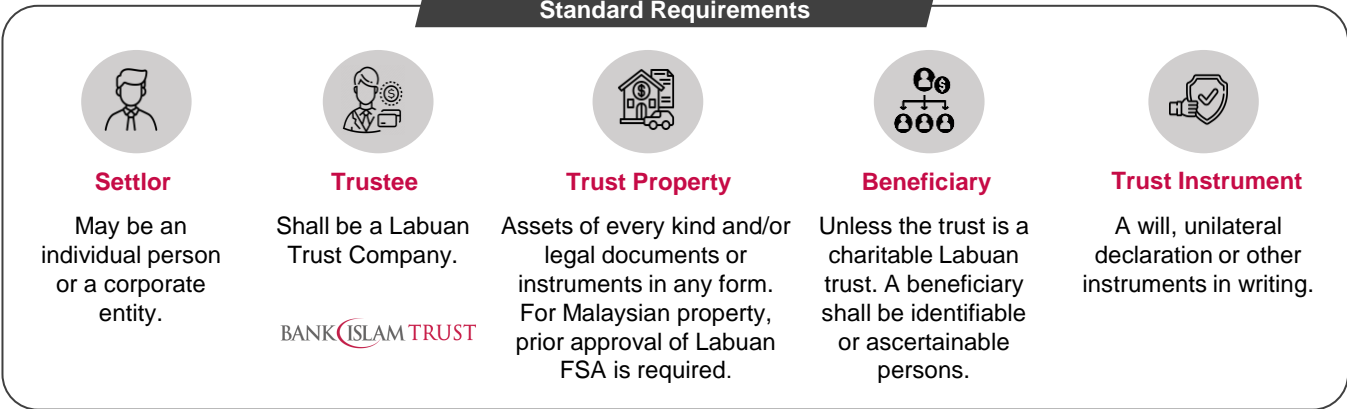 Standard Requirements
Settlor
May be an
individual person
or a corporate
entity.
Trustee
Shall be a Labuan
Trust Company.
BANK ISLAM TRUST
Trust Property
Assets of every kind and/or
legal documents or
instruments in any form.
For Malaysian property,
prior approval of Labuan
FSA is required.
Beneficiary
Unless the trust is a
charitable Labuan
trust. A beneficiary
shall be identifiable
or ascertainable
persons.
Trust Instrument
A will, unilateral
declaration or other
instruments in writing.